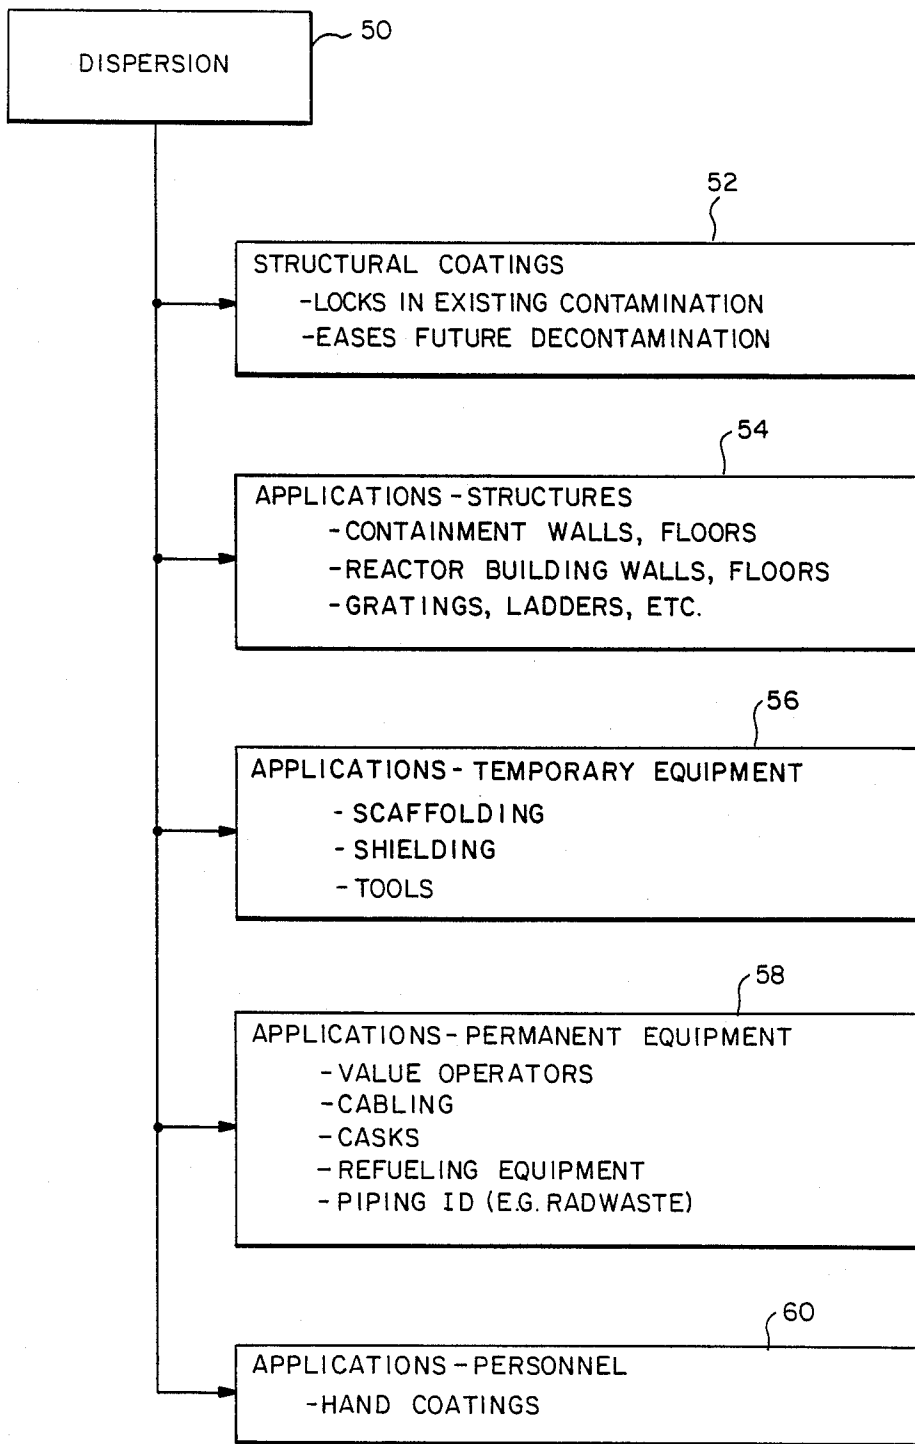 50
DISPERSION
52
STRUCTURAL COATINGS
-LOCKS IN EXISTING CONTAMINATION
-EASES FUTURE DECONTAMINATION
54
APPLICATIONS-STRUCTURES
-CONTAINMENT WALLS, FLOORS
-REACTOR BUILDING WALLS, FLOORS
-GRATINGS, LADDERS, ETC.
56
APPLICATIONS-TEMPORARY EQUIPMENT
- SCAFFOLDING
- SHIELDING
- TOOLS
58
APPLICATIONS-PERMANENT EQUIPMENT
-VALUE OPERATORS
-CABLING
-CASKS
-REFUELING EQUIPMENT
-PIPING ID (E.G. RADWASTE)
60
APPLICATIONS-PERSONNEL
-HAND COATINGS